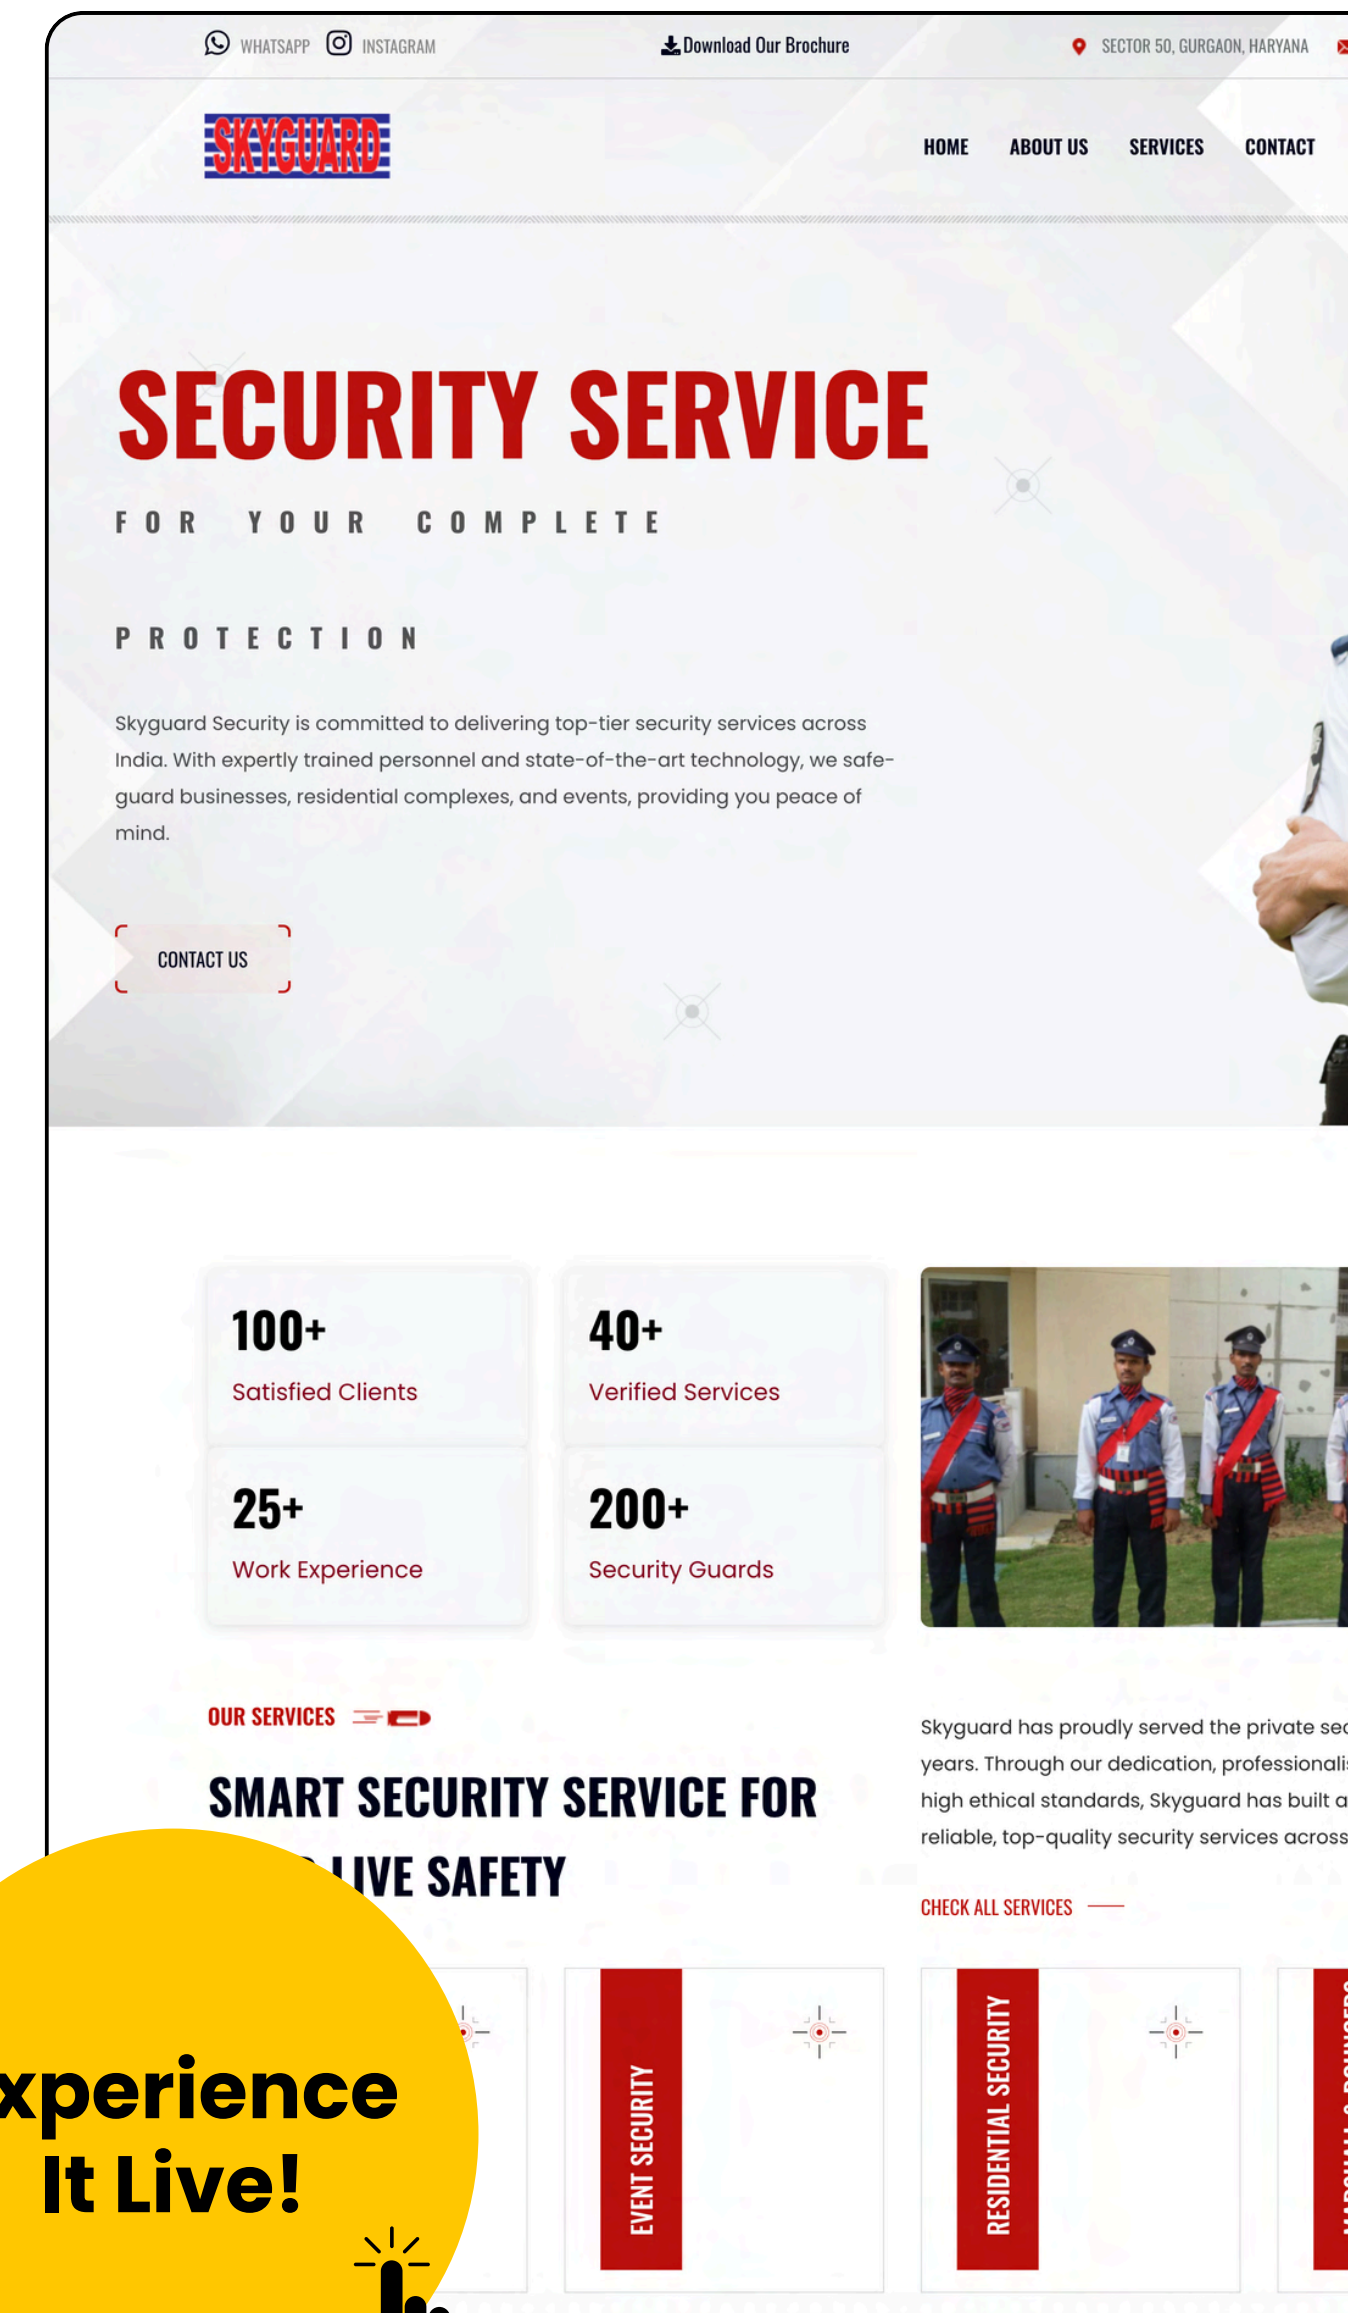 WHATSAPP INSTAGRAM Download Our Brochure SECTOR 50, GURGAON, HARYANA
SKYGUARD HOME ABOUT US SERVICES CONTACT
SECURITY SERVICE
FOR YOUR COMPLETE
PROTECTION
Skyguard Security is committed to delivering top-tier security services across
India. With expertly trained personnel and state-of-the-art technology, we safe-
guard businesses, residential complexes, and events, providing you peace of
mind.
CONTACT US
100+
Satisfied Clients
40+
Verified Services
25+
Work Experience
200+
Security Guards
OUR SERVICES
SMART SECURITY SERVICE FOR
LIVE SAFETY
Skyguard has proudly served the private
years. Through our dedication,
high ethical standards, Skyguard has built a
reliable, top-quality security services across
CHECK ALL SERVICES
EVENT SECURITY
RESIDENTIAL SECURITY
xperience
It Live!